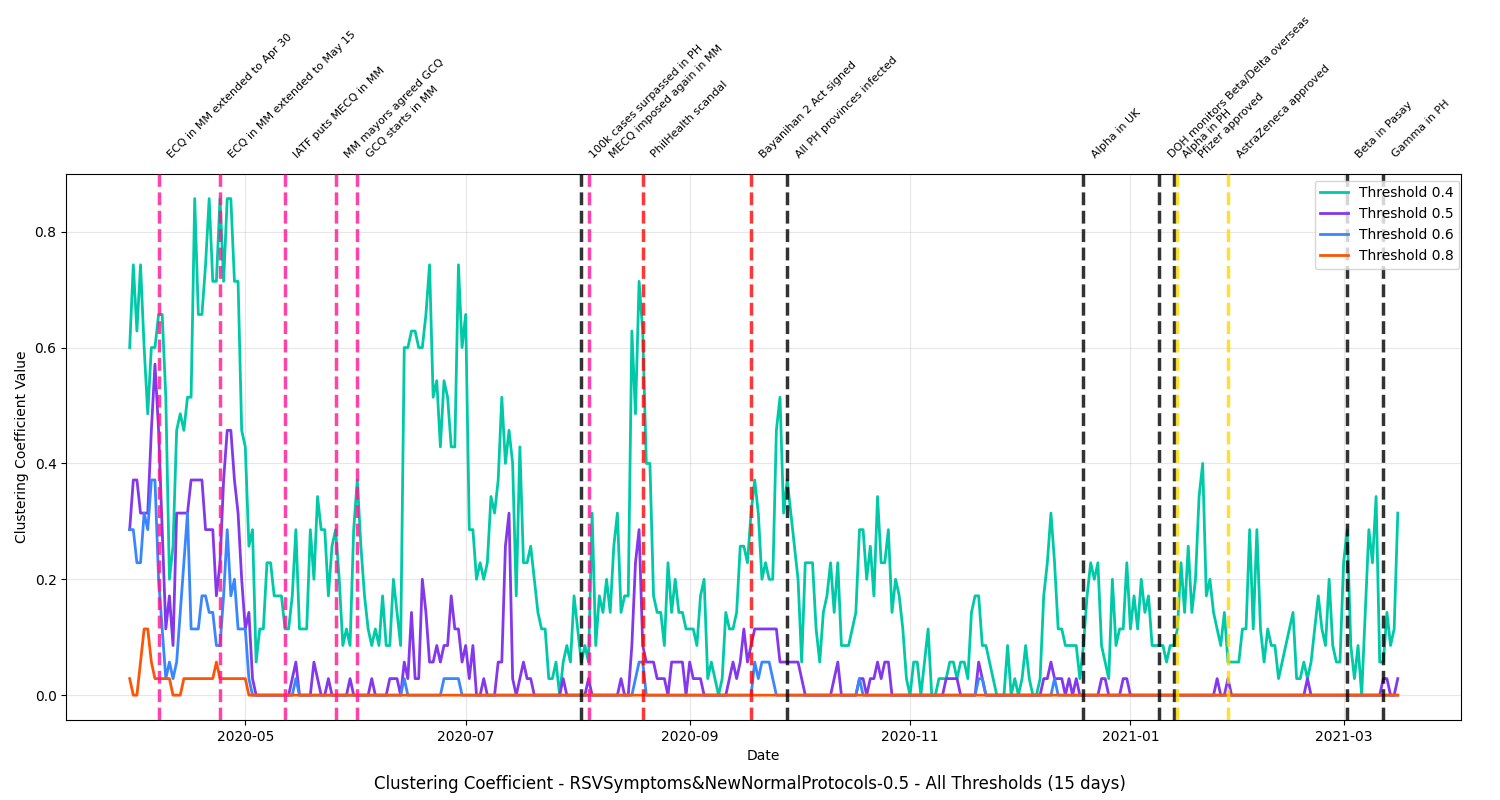 ECQ in MM extended to Apr 30
ECQ in MM extended to May 15
IATF puts MECQ in MM
MM mayors agreed GCQ
GCQ starts in MM
100k cases surpassed in PH
MECQ imposed again in MM
PhilHealth scandal
Bayanihan 2 Act signed
All PH provinces infected
Alpha in UK
DOH monitors Beta/Delta overseas
Alpha in PH
Pfizer approved
AstraZeneca approved
Beta in Pasay
Gamma in PH
Threshold 0.4
Threshold 0.5
Threshold 0.6
Threshold 0.8
Clustering Coefficient Value
0.8
0.6
0.4
0.2
0.0
2020-05
2020-07
2020-09
2020-11
2021-01
2021-03
Date
Clustering Coefficient - RSVSymptoms&NewNormalProtocols-0.5 - All Thresholds (15 days)